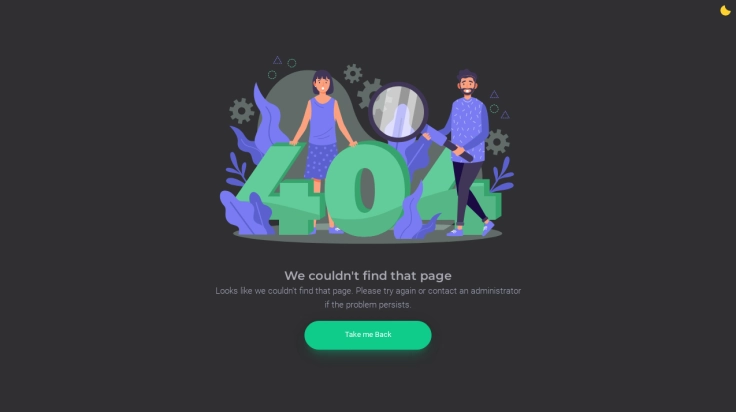 404
We couldn't find that page
Looks like we couldn't find that page. Please try again or contact an administrator
if the problem persists.
Take me Back